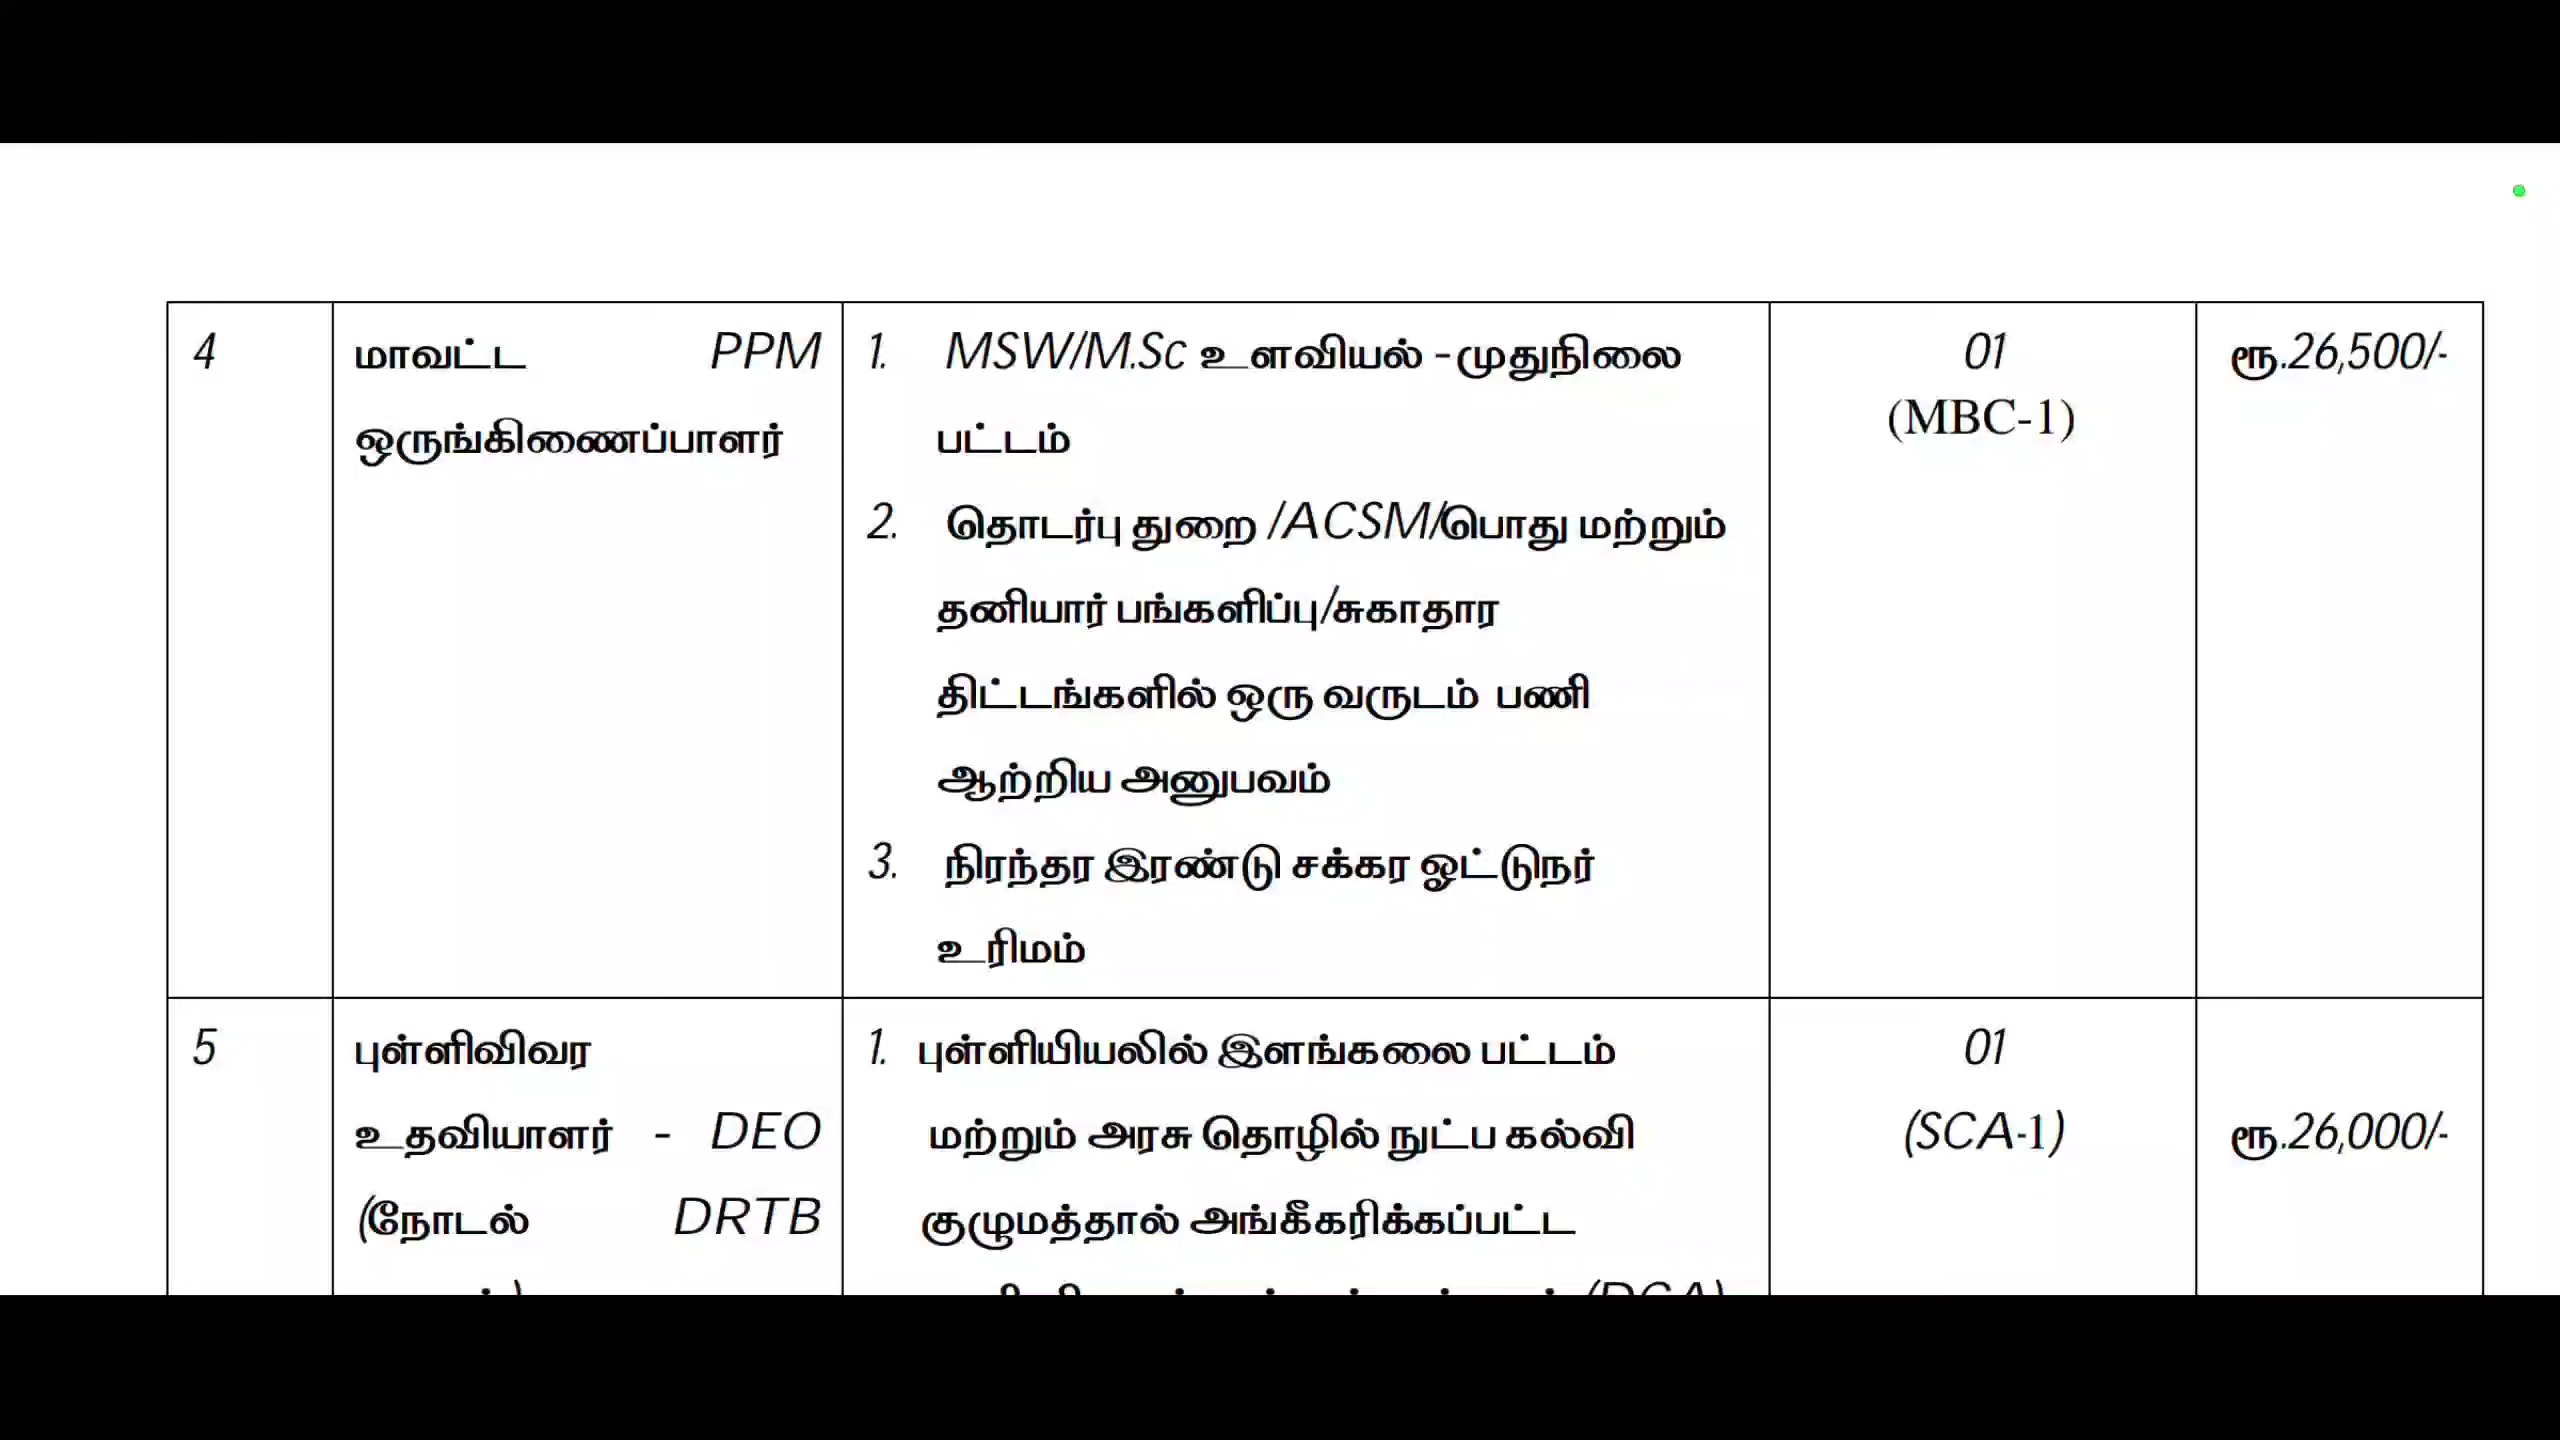 4 மாவட்ட PPM 1. MSW/M.Sc உளவியல் -முதுநிலை 01 ரூ.26,500/-
ஒருங்கிணைப்பாளர் பட்டம் (MBC-1)
2. தொடர்பு துறை /ACSM/பொது மற்றும்
தனியார் பங்களிப்பு/சுகாதார
திட்டங்களில் ஒரு வருடம் பணி
ஆற்றிய அனுபவம்
3. நிரந்தர இரண்டு சக்கர ஓட்டுநர்
உரிமம்
5 புள்ளிவிவர 1. புள்ளியியலில் இளங்கலை பட்டம் 01
உதவியாளர் - DEO மற்றும் அரசு தொழில் நுட்ப கல்வி (SCA-1) ரூ.26,000/-
(நோடல் DRTB குழுமத்தால் அங்கீகரிக்கப்பட்ட